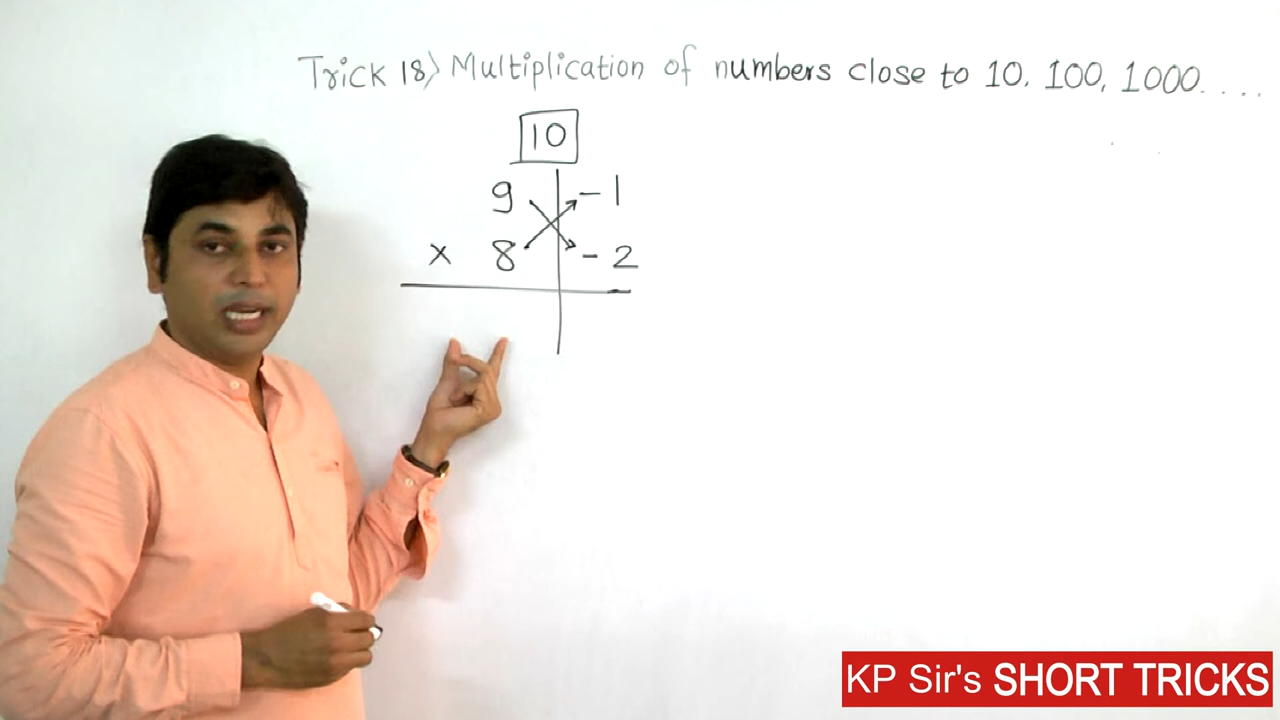 Trick 18) Multiplication of numbers close to 10, 100, 1000.....
10
9 -1
× 8 -2
KP Sir's SHORT TRICKS